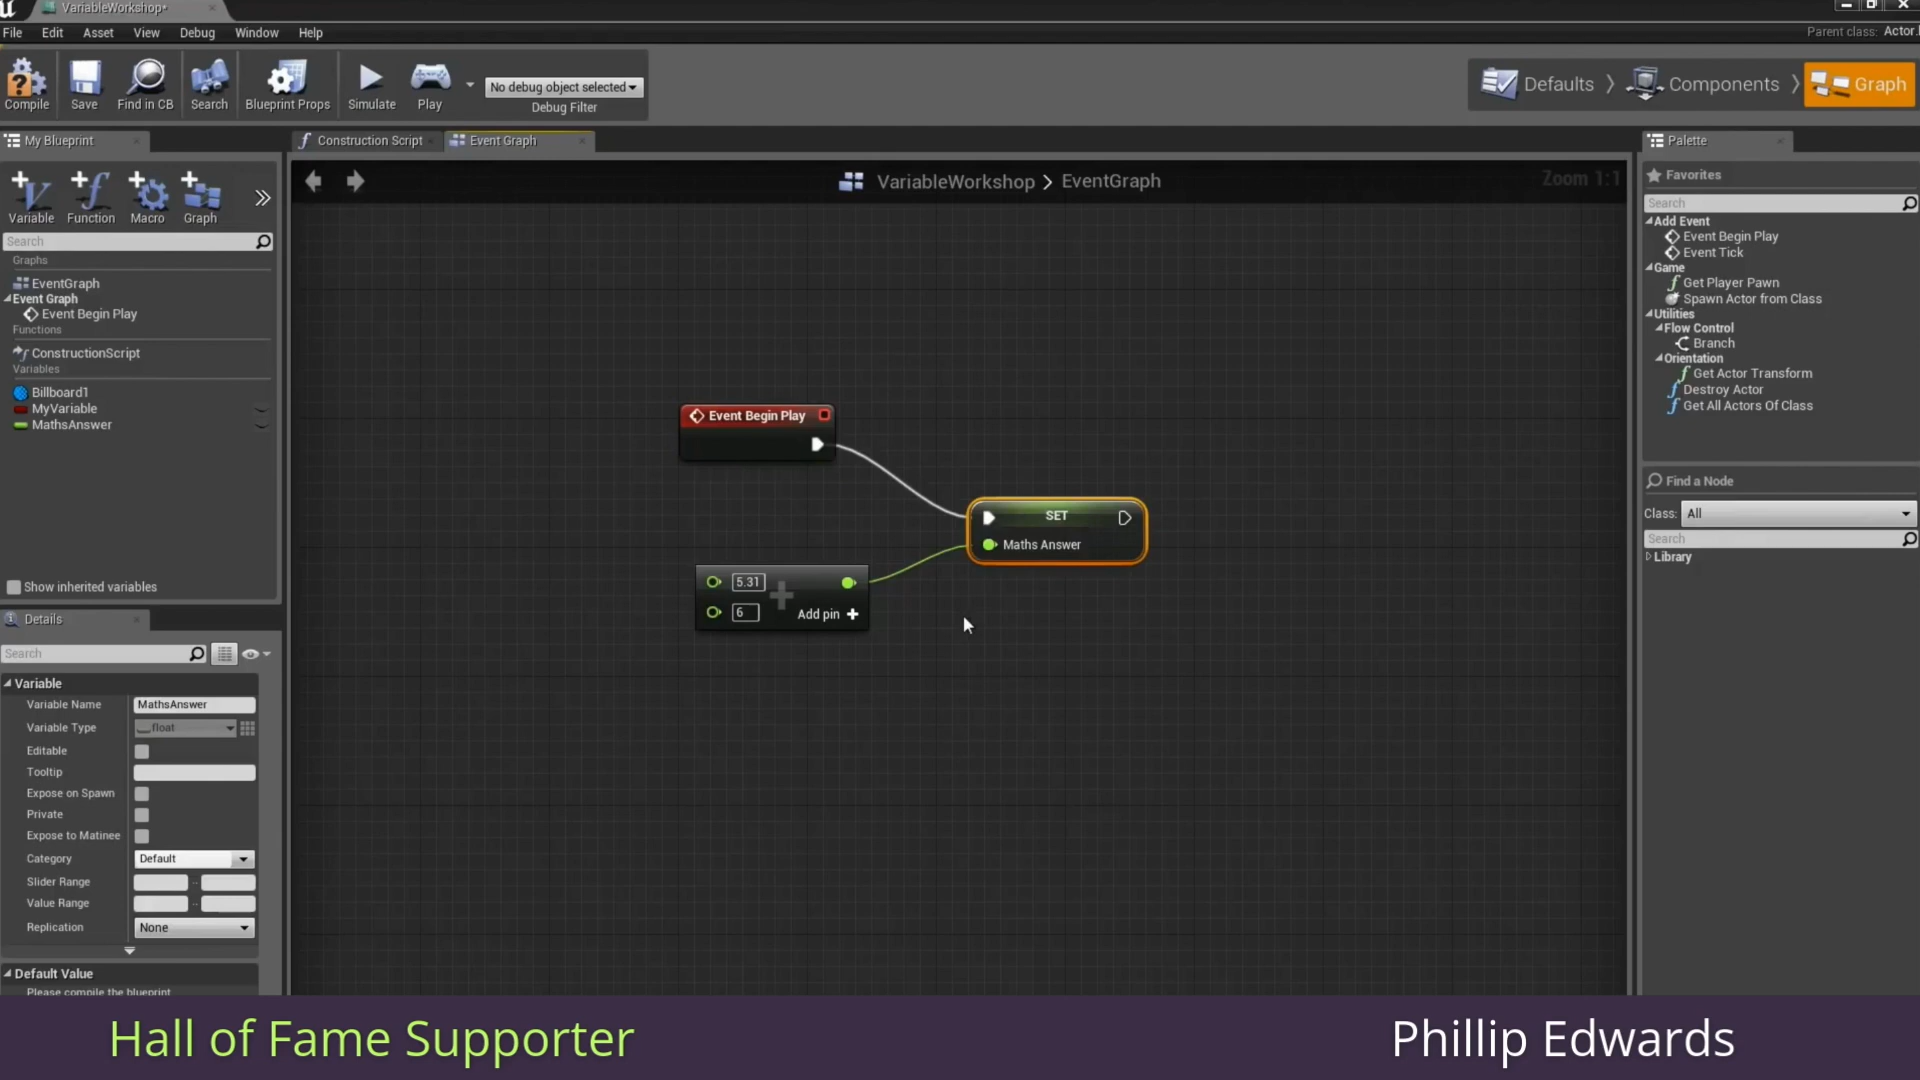 VariableWorkshop*
File Edit Asset View Debug Window Help
Parent class: Actor
Compile Save Find in CB Search Blueprint Props Simulate Play
No debug object selected
Debug Filter
Defaults Components Graph
My Blueprint
Construction Script Event Graph
Palette
Variable Function Macro Graph
VariableWorkshop > EventGraph
Zoom 1:1
Favorites
Search
Search
Graphs
EventGraph
Event Graph
Event Begin Play
Functions
ConstructionScript
Variables
Billboard1
MyVariable
MathsAnswer
Show inherited variables
Event Begin Play
SET
Maths Answer
5.31
6
Add pin
Add Event
Event Begin Play
Event Tick
Game
Get Player Pawn
Spawn Actor from Class
Utilities
Flow Control
Branch
Orientation
Get Actor Transform
Destroy Actor
Get All Actors Of Class
Find a Node
Class: All
Search
Library
Details
Search
Variable
Variable Name MathsAnswer
Variable Type float
Editable
Tooltip
Expose on Spawn
Private
Expose to Matinee
Category Default
Slider Range
Value Range
Replication None
Default Value
Please compile the blueprint
Hall of Fame Supporter
Phillip Edwards